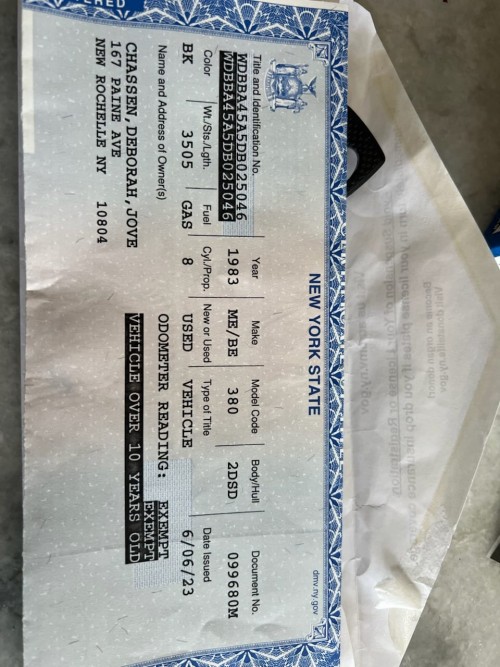 ERED
NEW YORK STATE
dmv.ny.gov
Title and Identification No. Year Make Model Code Body/Hull Document No.
WDBBA45A5DB025046 1983 ME/BE 380 2DSD 099680M
WDBBA45A5DB025046
Color Wt./Sts./Lgth. Fuel Cyl./Prop. New or Used Type of Title Date Issued
BK 3505 GAS 8 USED VEHICLE 6/06/23
Name and Address of Owner(s)
ODOMETER READING: EXEMPT
EXEMPT
VEHICLE OVER 10 YEARS OLD
CHASSEN,DEBORAH,JOVE
167 PAINE AVE
NEW ROCHELLE NY 10804